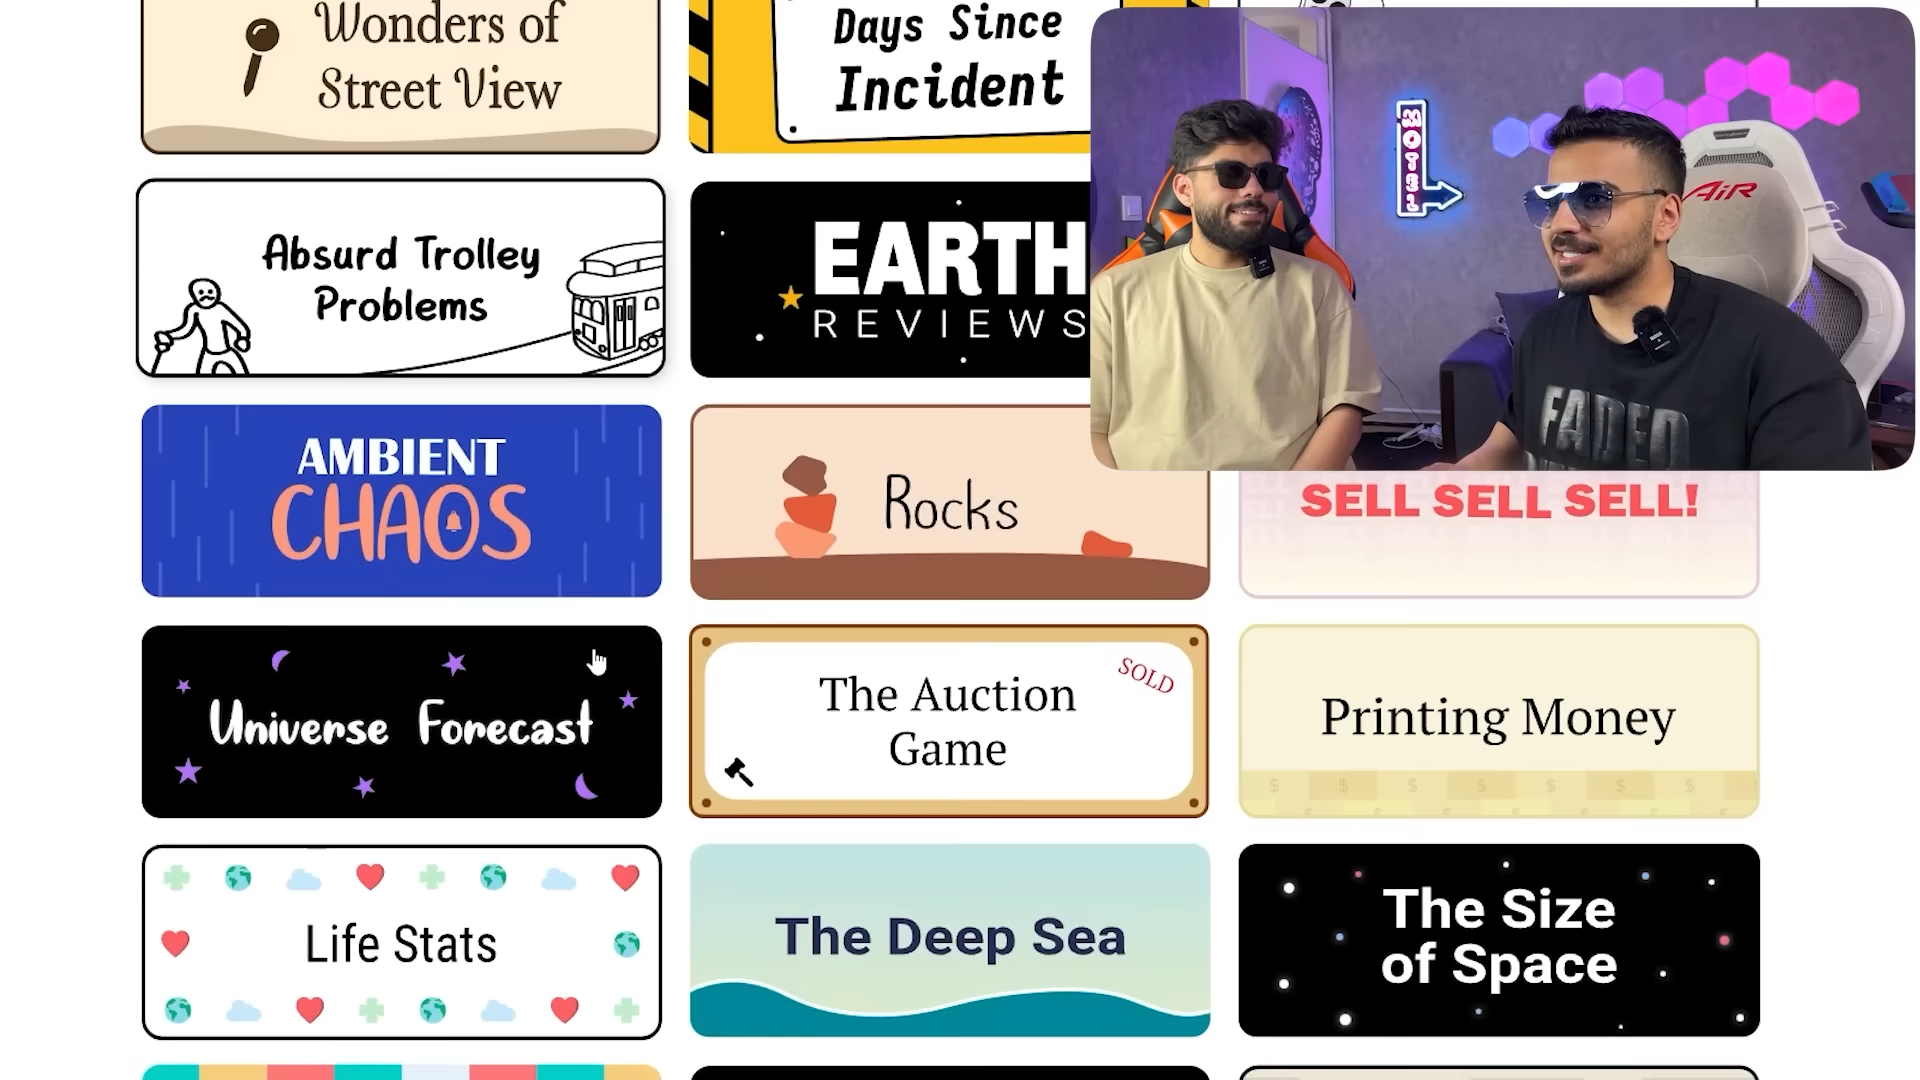 Wonders of
Street View
Days Since
Incident
Absurd Trolley
Problems
EARTH
REVIEWS
MOTEL
AiR
FADED
AMBIENT
CHAOS
Rocks
SELL SELL SELL!
Universe Forecast
The Auction
Game
SOLD
Printing Money
Life Stats
The Deep Sea
The Size
of Space